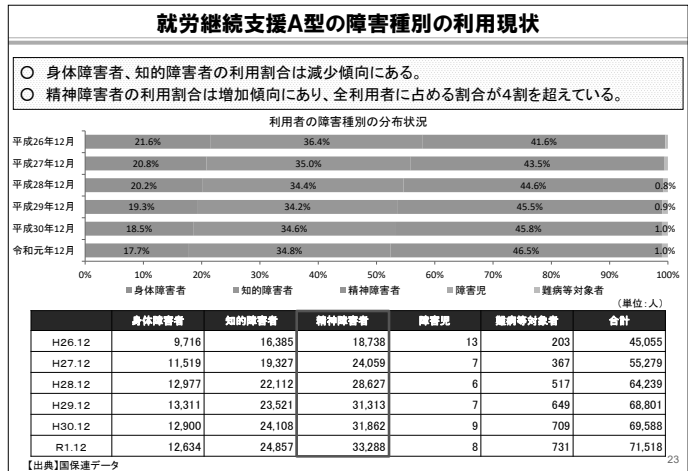 就労継続支援A型の障害種別の利用現状
○ 身体障害者、知的障害者の利用割合は減少傾向にある。
○ 精神障害者の利用割合は増加傾向にあり、全利用者に占める割合が4割を超えている。
利用者の障害種別の分布状況
平成26年12月 21.6% 36.4% 41.6%
平成27年12月 20.8% 35.0% 43.5%
平成28年12月 20.2% 34.4% 44.6% 0.8%
平成29年12月 19.3% 34.2% 45.5% 0.9%
平成30年12月 18.5% 34.6% 45.8% 1.0%
令和元年12月 17.7% 34.8% 46.5% 1.0%
0% 10% 20% 30% 40% 50% 60% 70% 80% 90% 100%
■身体障害者 ■知的障害者 ■精神障害者 ■障害児 ■難病等対象者
(単位:人)
身体障害者 知的障害者 精神障害者 障害児 難病等対象者 合計
H26.12 9,716 16,385 18,738 13 203 45,055
H27.12 11,519 19,327 24,059 7 367 55,279
H28.12 12,977 22,112 28,627 6 517 64,239
H29.12 13,311 23,521 31,313 7 649 68,801
H30.12 12,900 24,108 31,862 9 709 69,588
R1.12 12,634 24,857 33,288 8 731 71,518
【出典】国保連データ
23